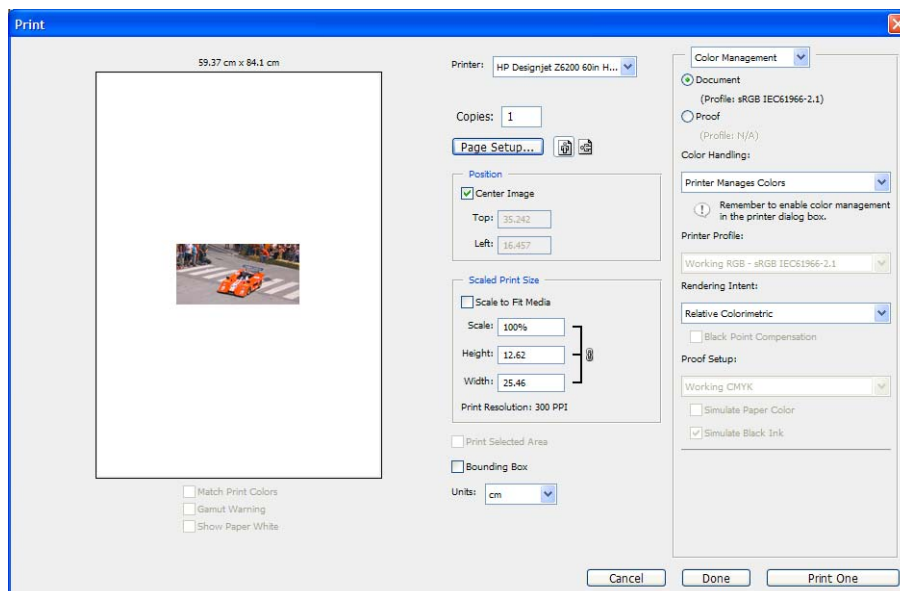 Print
59.37 cm x 84.1 cm
Match Print Colors
Gamut Warning
Show Paper White
Printer: HP Designjet Z6200 60in H...
Copies: 1
Page Setup...
Position
Center Image
Top: 35.242
Left: 16.457
Scaled Print Size
Scale to Fit Media
Scale: 100%
Height: 12.62
Width: 25.46
Print Resolution: 300 PPI
Print Selected Area
Bounding Box
Units: cm
Color Management
Document
(Profile: sRGB IEC61966-2.1)
Proof
(Profile: N/A)
Color Handling:
Printer Manages Colors
Remember to enable color management
in the printer dialog box.
Printer Profile:
Working RGB - sRGB IEC61966-2.1
Rendering Intent:
Relative Colorimetric
Black Point Compensation
Proof Setup:
Working CMYK
Simulate Paper Color
Simulate Black Ink
Cancel
Done
Print One